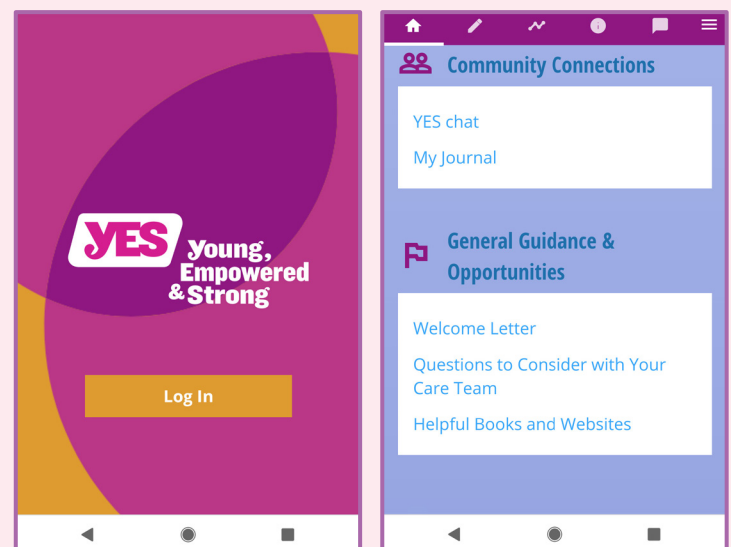 YES
Young,
Empowered
& Strong
Log In
Community Connections
YES chat
My Journal
General Guidance &
Opportunities
Welcome Letter
Questions to Consider with Your
Care Team
Helpful Books and Websites